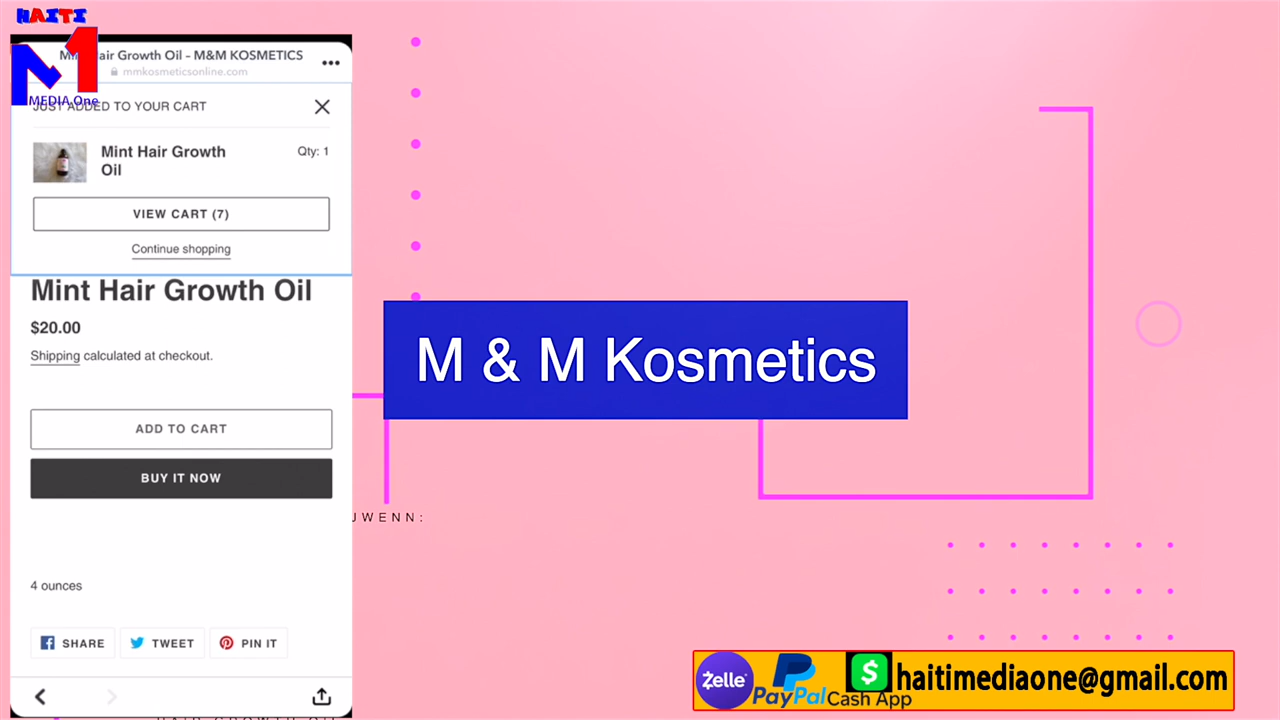 HAITI
M1
MEDIA One
Hair Growth Oil - M&M KOSMETICS
mmkosmeticsonline.com
JUST ADDED TO YOUR CART
Mint Hair Growth
Oil
Qty: 1
VIEW CART (7)
Continue shopping
Mint Hair Growth Oil
$20.00
Shipping calculated at checkout.
ADD TO CART
BUY IT NOW
4 ounces
SHARE
TWEET
PIN IT
M & M Kosmetics
JWENN:
Zelle
PayPal
$
Cash App
haitimediaone@gmail.com